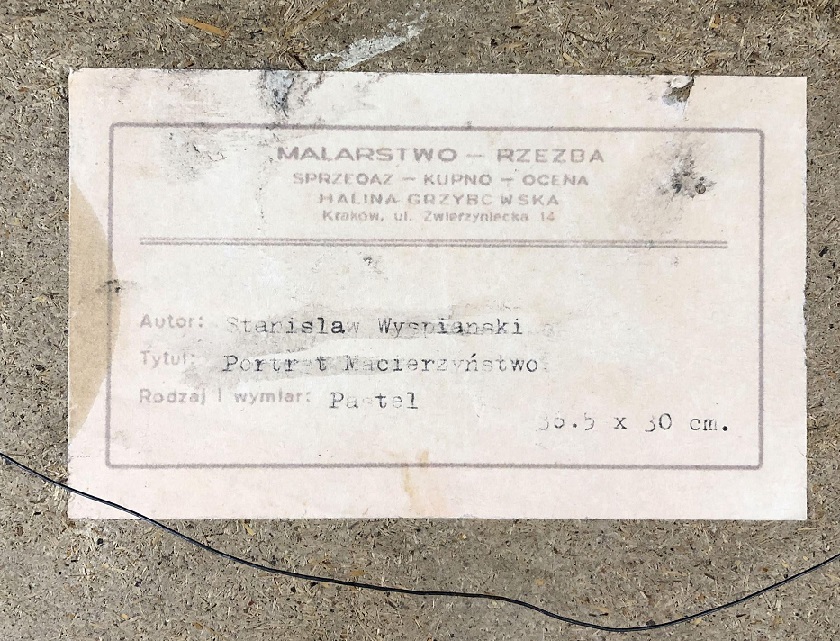 MALARSTWO — RZEZBA
SPRZEDAZ — KUPNO — OCENA
HALINA GRZYBOWSKA
Kraków, ul. Zwierzyniecka 14
Autor: Stanislaw Wyspianski
Tytuł: Portret Macierzyństwo
Rodzaj i wymiar: Pastel
x 30 cm.